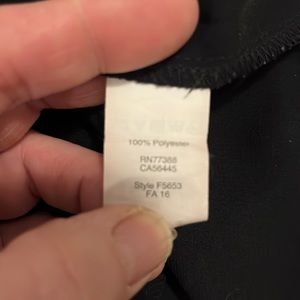 100% Polyester
RN77388
CA56445
Style F5653
FA 16